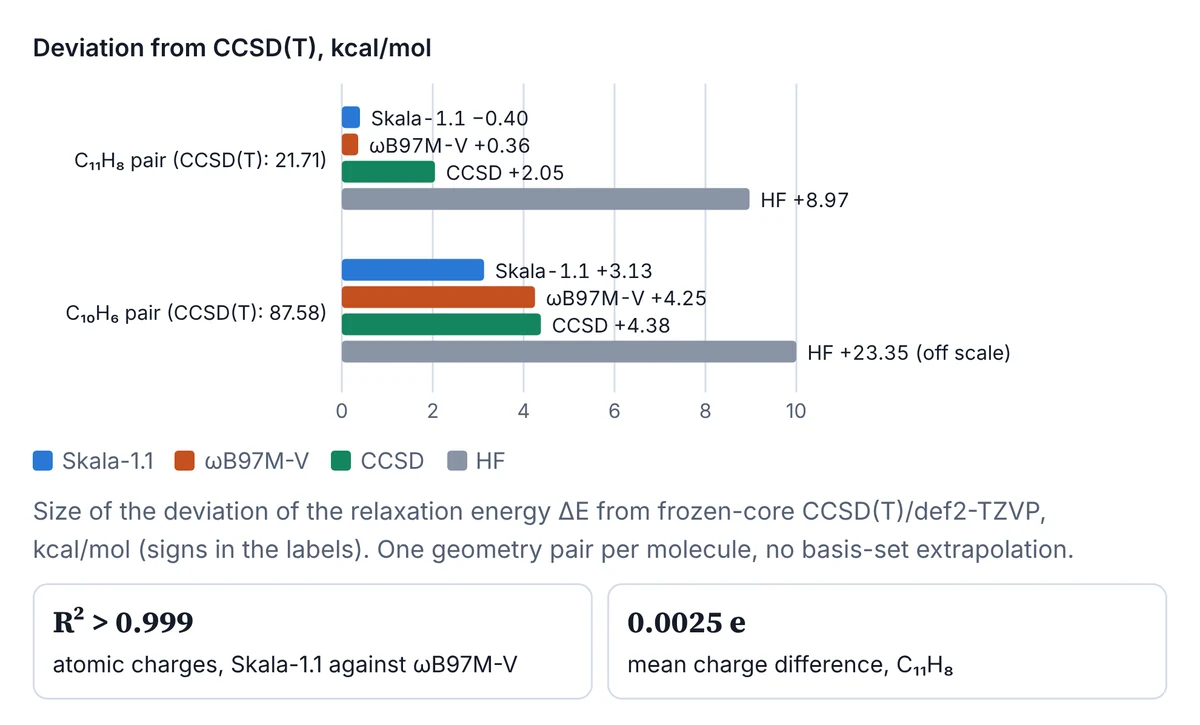 Deviation from CCSD(T), kcal/mol
Skala-1.1 −0.40
ωB97M-V +0.36
C₁₁H₈ pair (CCSD(T): 21.71)
CCSD +2.05
HF +8.97
Skala-1.1 +3.13
ωB97M-V +4.25
C₁₀H₆ pair (CCSD(T): 87.58)
CCSD +4.38
HF +23.35 (off scale)
0 2 4 6 8 10
Skala-1.1 ωB97M-V CCSD HF
Size of the deviation of the relaxation energy ΔE from frozen-core CCSD(T)/def2-TZVP,
kcal/mol (signs in the labels). One geometry pair per molecule, no basis-set extrapolation.
R² > 0.999
atomic charges, Skala-1.1 against ωB97M-V
0.0025 e
mean charge difference, C₁₁H₈